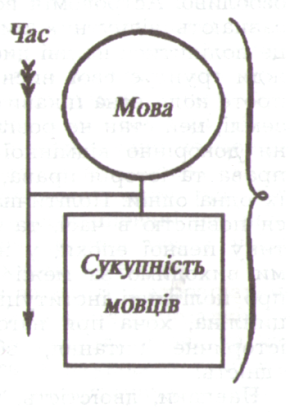 Час
Мова
Сукупність
мовців